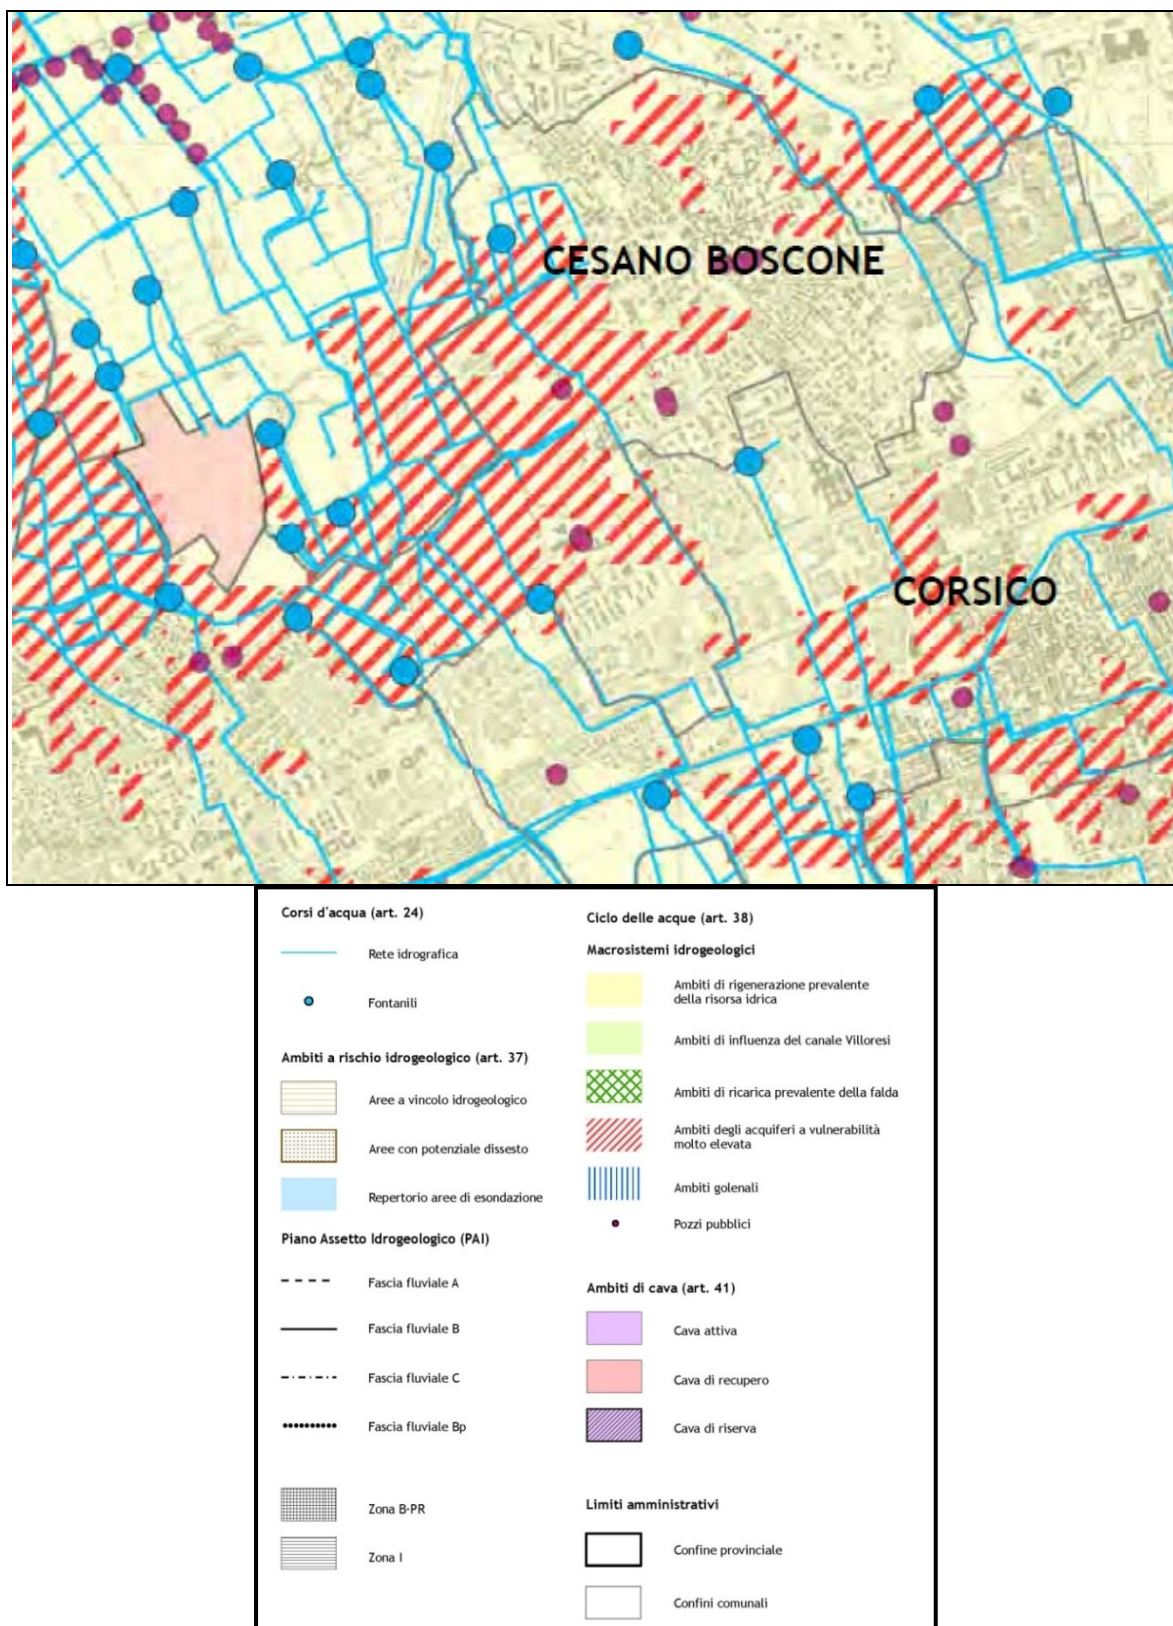 CESANO BOSCONE
CORSICO
Corsi d'acqua (art. 24)
Rete idrografica
Fontanili
Ambiti a rischio idrogeologico (art. 37)
Aree a vincolo idrogeologico
Aree con potenziale dissesto
Repertorio aree di esondazione
Piano Assetto Idrogeologico (PAI)
Fascia fluviale A
Fascia fluviale B
Fascia fluviale C
Fascia fluviale Bp
Zona B-PR
Zona I
Ciclo delle acque (art. 38)
Macrosistemi idrogeologici
Ambiti di rigenerazione prevalente
della risorsa idrica
Ambiti di influenza del canale Villoresi
Ambiti di ricarica prevalente della falda
Ambiti degli acquiferi a vulnerabilità
molto elevata
Ambiti golenali
Pozzi pubblici
Ambiti di cava (art. 41)
Cava attiva
Cava di recupero
Cava di riserva
Limiti amministrativi
Confine provinciale
Confini comunali